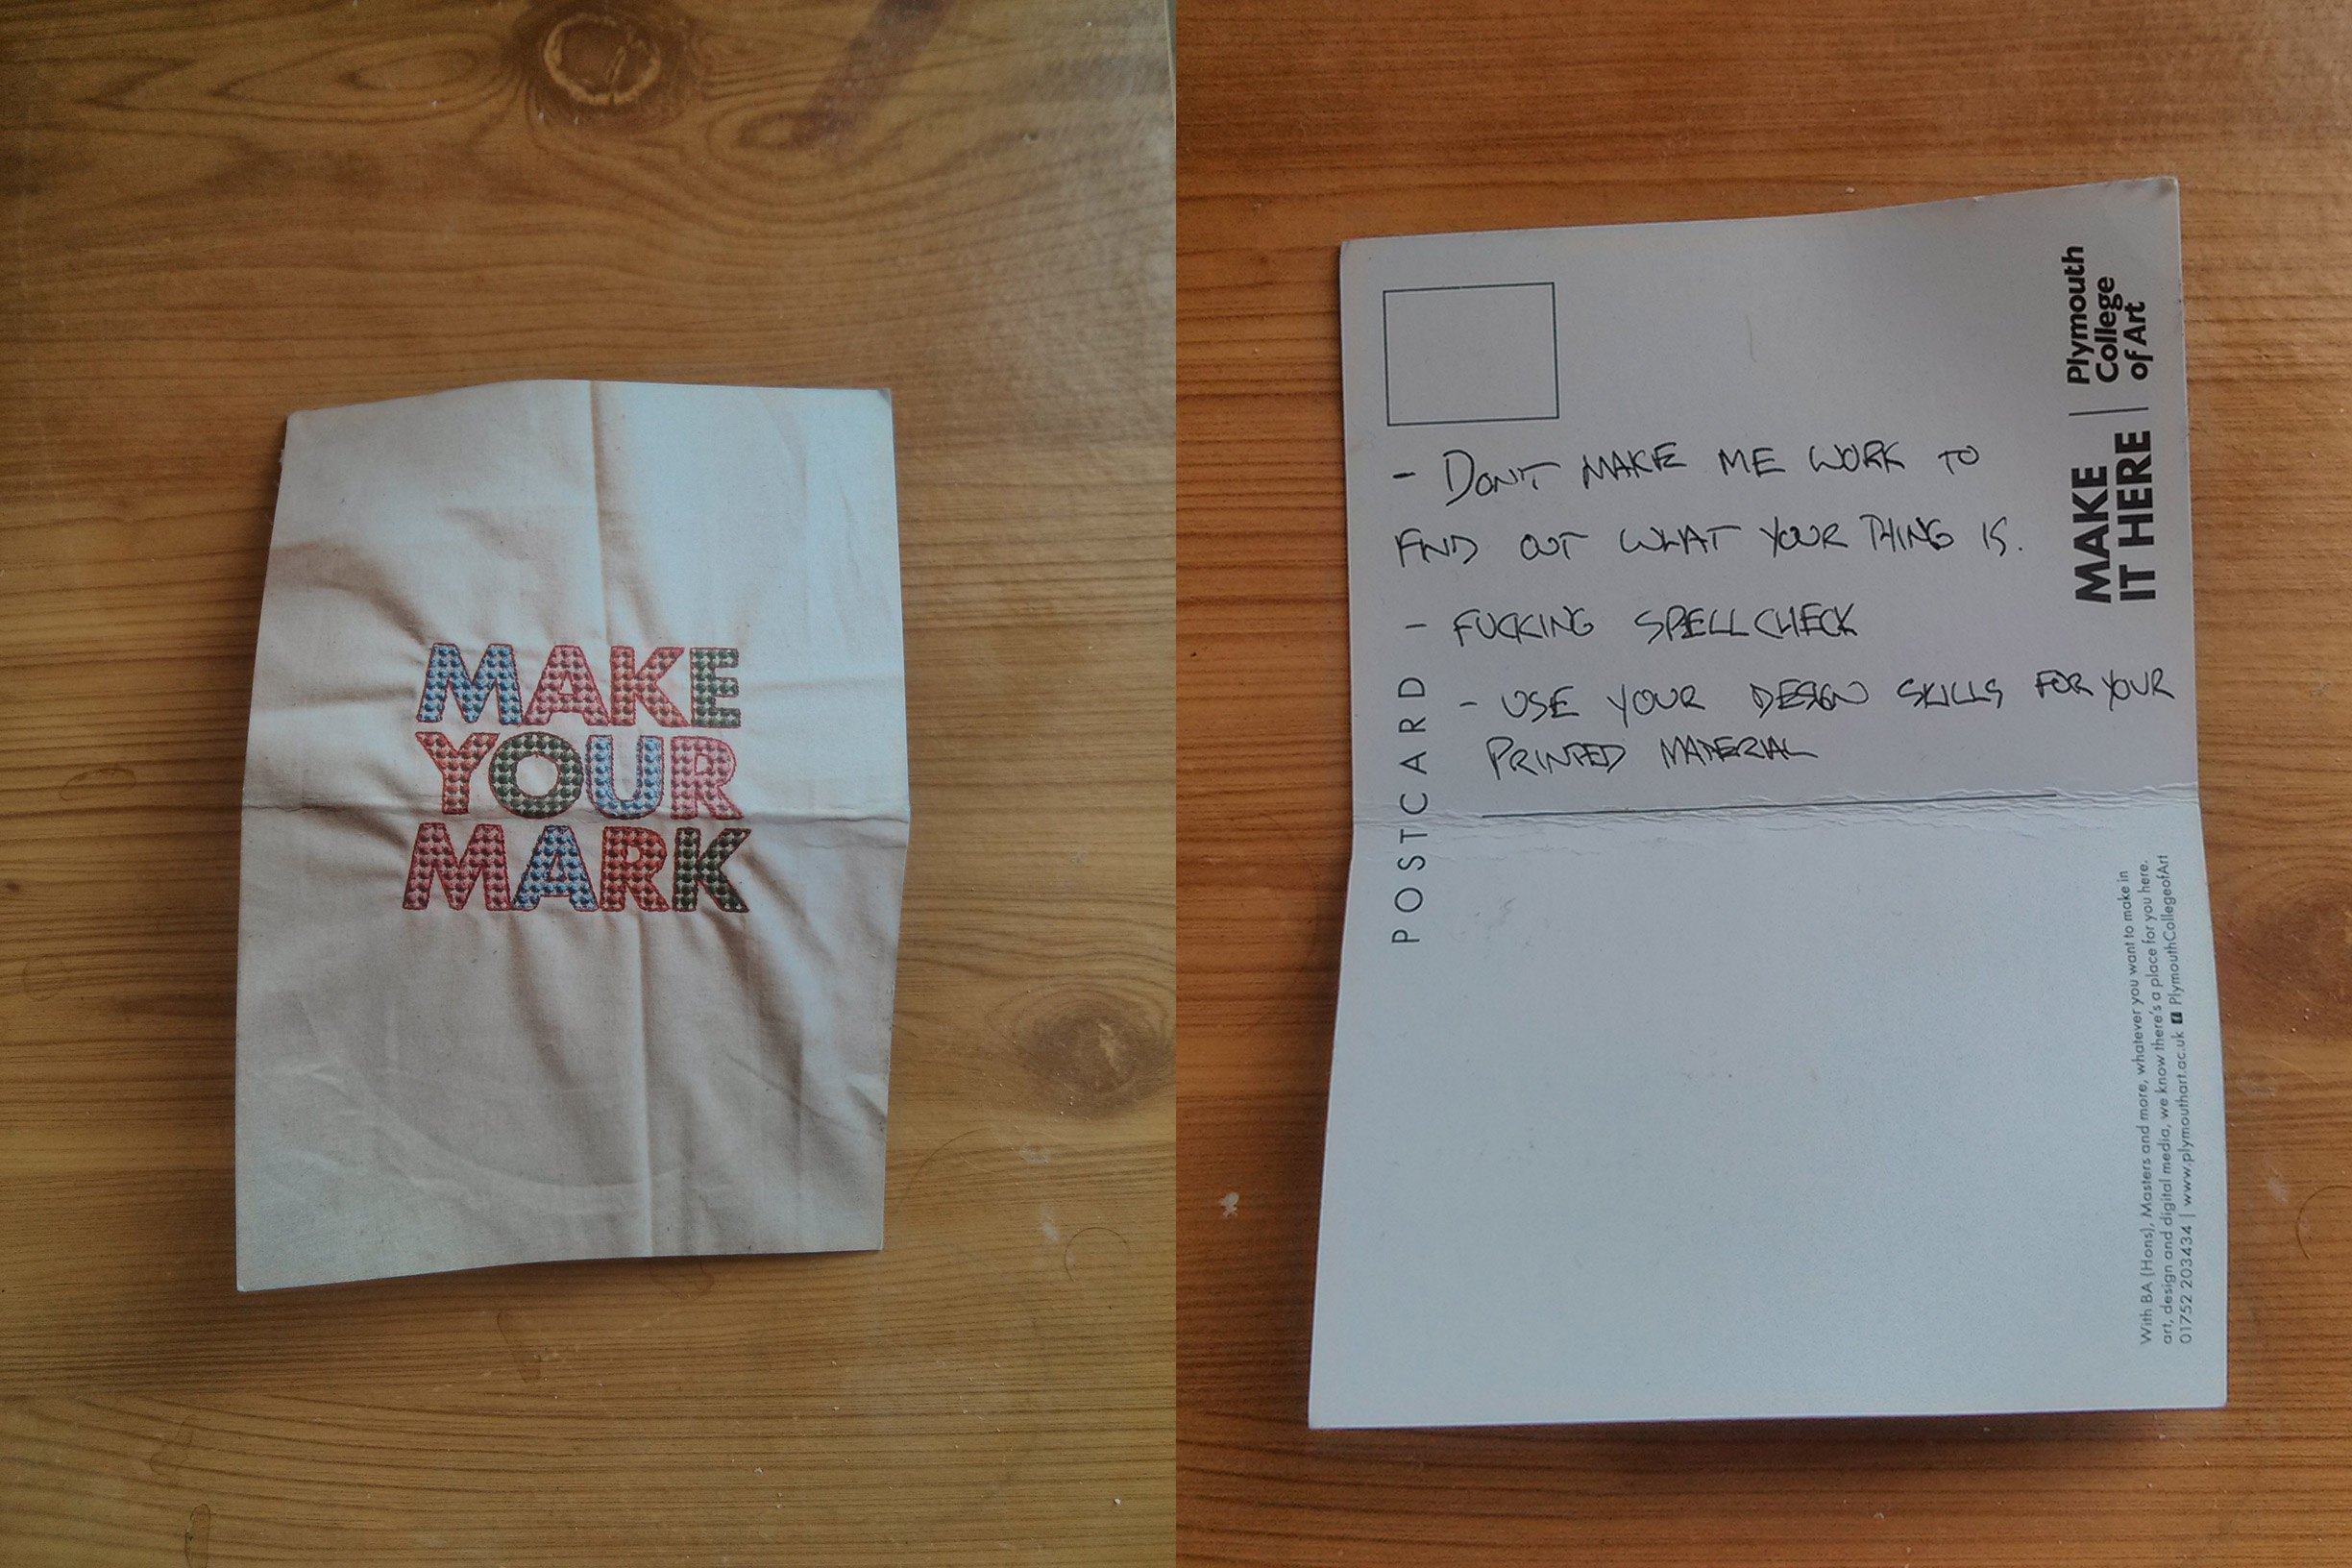 MAKE
YOUR
MARK
- DON'T MAKE ME WORK TO
FIND OUT WHAT YOUR THING IS.
- FUCKING SPELLCHECK
- USE YOUR DESIGN SKILLS FOR YOUR
PRINTED MATERIAL
POSTCARD
MAKE
IT HERE
Plymouth
College
of Art
With BA (Hons), Masters and more, whatever you want to make in
art, design and digital media, we know there's a place for you here.
01752 203434 | www.plymouthart.ac.uk PlymouthCollegeofArt